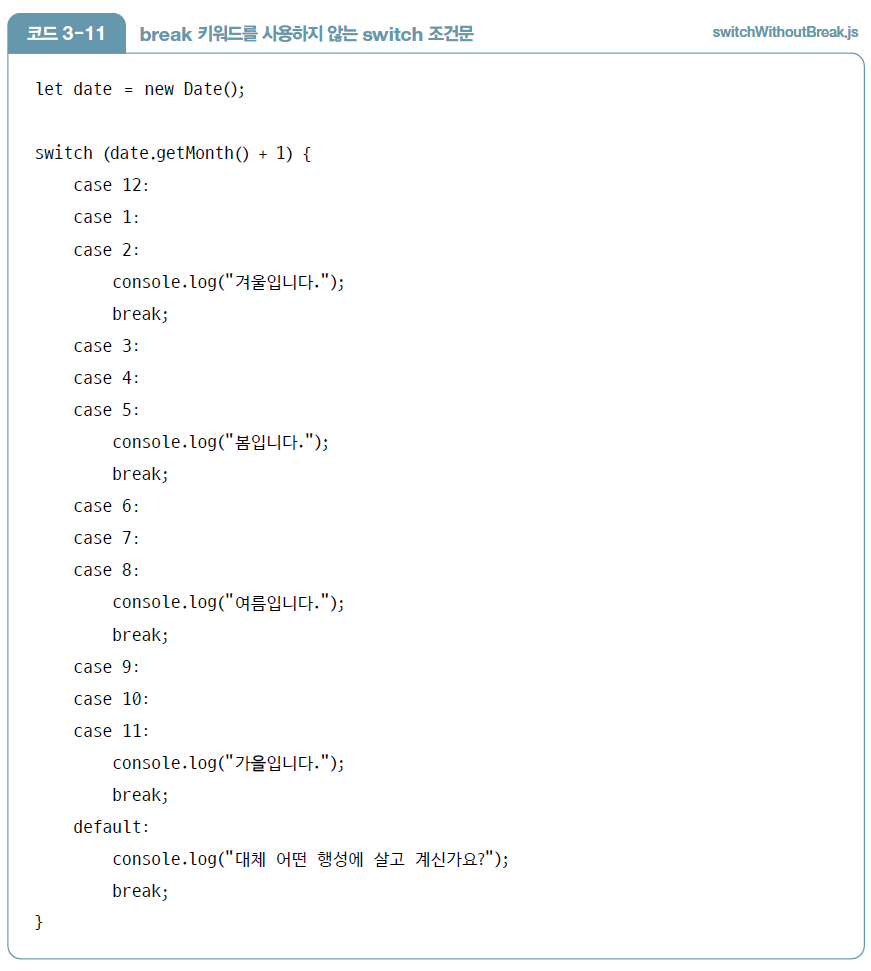 코드 3-11 break 키워드를 사용하지 않는 switch 조건문 switchWithoutBreak.js
let date = new Date();
switch (date.getMonth() + 1) {
    case 12:
    case 1:
    case 2:
        console.log("겨울입니다.");
        break;
    case 3:
    case 4:
    case 5:
        console.log("봄입니다.");
        break;
    case 6:
    case 7:
    case 8:
        console.log("여름입니다.");
        break;
    case 9:
    case 10:
    case 11:
        console.log("가을입니다.");
        break;
    default:
        console.log("대체 어떤 행성에 살고 계신가요?");
        break;
}